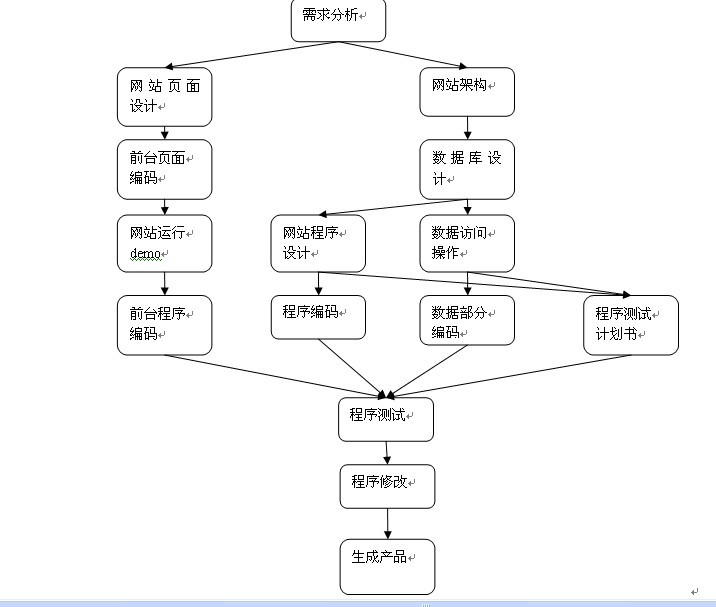 需求分析
网站页面
设计
网站架构
前台页面
编码
数据库设
计
网站运行
demo
网站程序
设计
数据访问
操作
前台程序
编码
程序编码
数据部分
编码
程序测试
计划书
程序测试
程序修改
生成产品